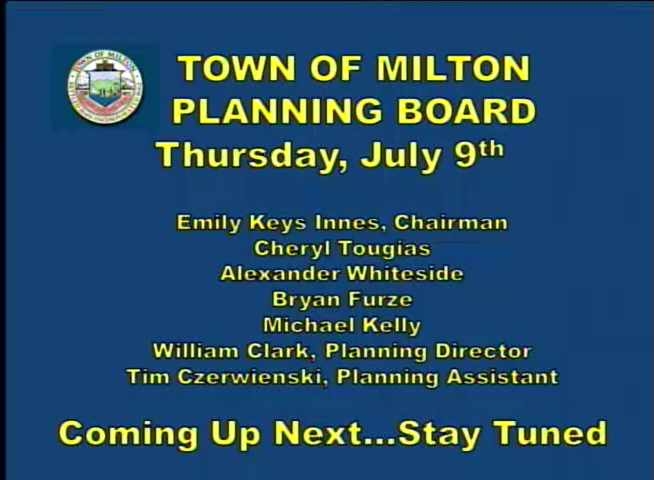 TOWN OF MILTON
PLANNING BOARD
Thursday, July 9th
Emily Keys Innes, Chairman
Cheryl Tougias
Alexander Whiteside
Bryan Furze
Michael Kelly
William Clark, Planning Director
Tim Czerwienski, Planning Assistant
Coming Up Next...Stay Tuned